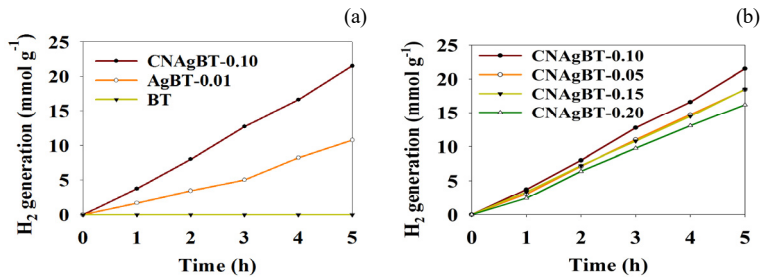 (a)
H2 generation (mmol g-1)
25
20
15
10
5
0
CNAgBT-0.10
AgBT-0.01
BT
0 1 2 3 4 5
Time (h)
(b)
H2 generation (mmol g-1)
25
20
15
10
5
0
CNAgBT-0.10
CNAgBT-0.05
CNAgBT-0.15
CNAgBT-0.20
0 1 2 3 4 5
Time (h)